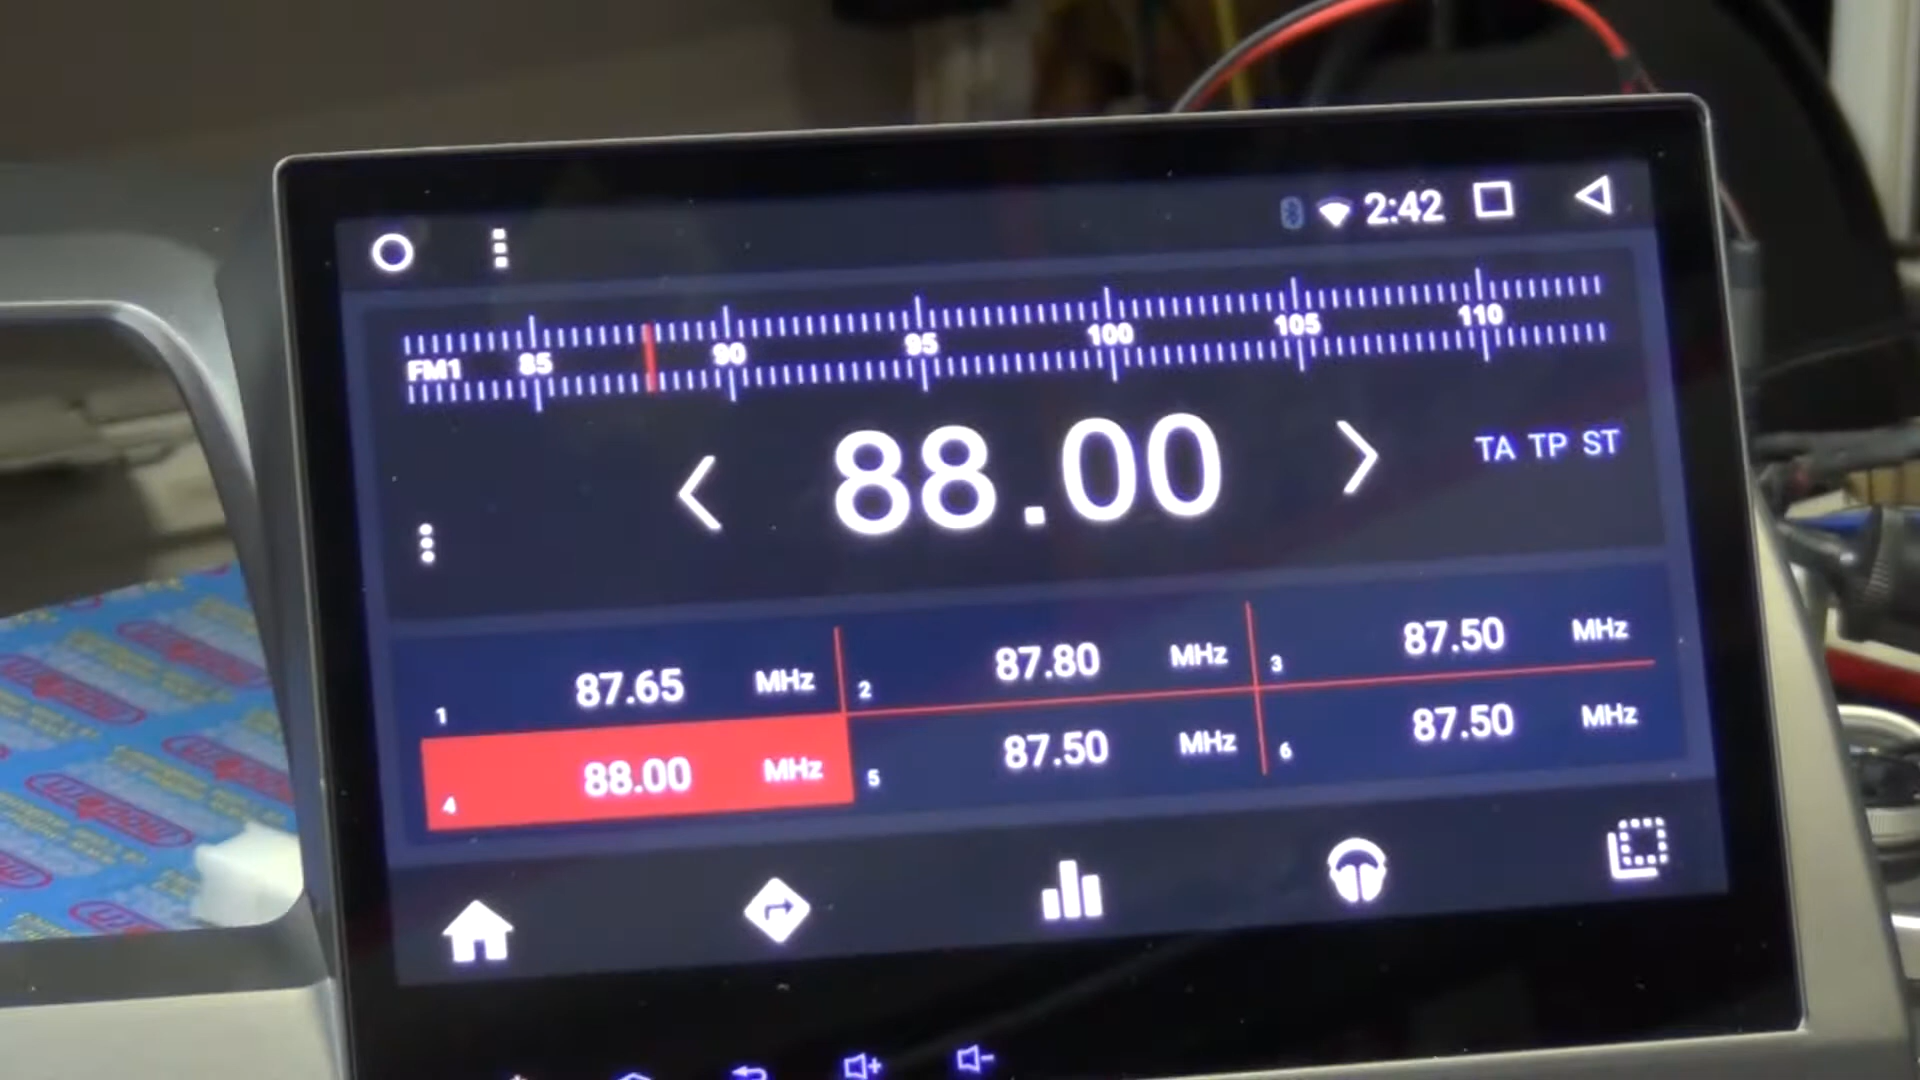 2:42
FM1 85 90 95 100 105 110
88.00
TA TP ST
1 87.65 MHz
2 87.80 MHz
3 87.50 MHz
4 88.00 MHz
5 87.50 MHz
6 87.50 MHz